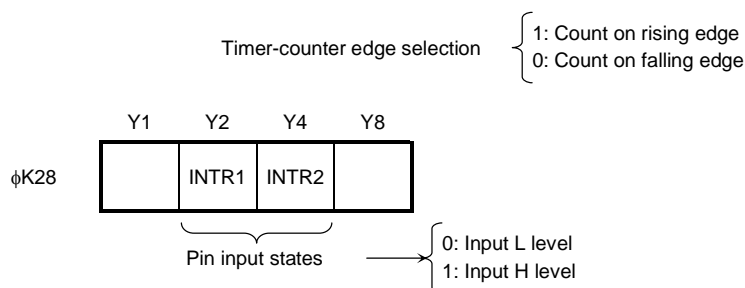 Timer-counter edge selection
1: Count on rising edge
0: Count on falling edge
Y1 Y2 Y4 Y8
ϕK28 INTR1 INTR2
Pin input states
0: Input L level
1: Input H level